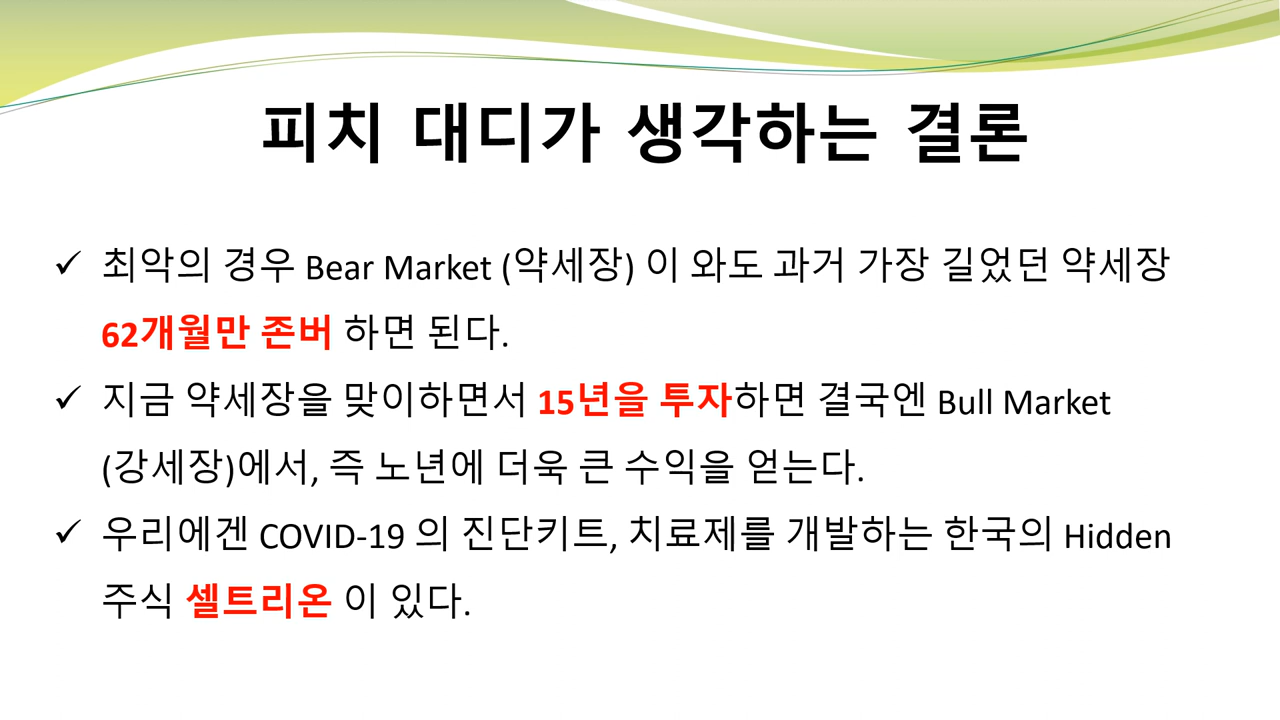 피치 대디가 생각하는 결론
✓ 최악의 경우 Bear Market (약세장) 이 와도 과거 가장 길었던 약세장
62개월만 존버 하면 된다.
✓ 지금 약세장을 맞이하면서 15년을 투자하면 결국엔 Bull Market
(강세장)에서, 즉 노년에 더욱 큰 수익을 얻는다.
✓ 우리에겐 COVID-19 의 진단키트, 치료제를 개발하는 한국의 Hidden
주식 셀트리온 이 있다.